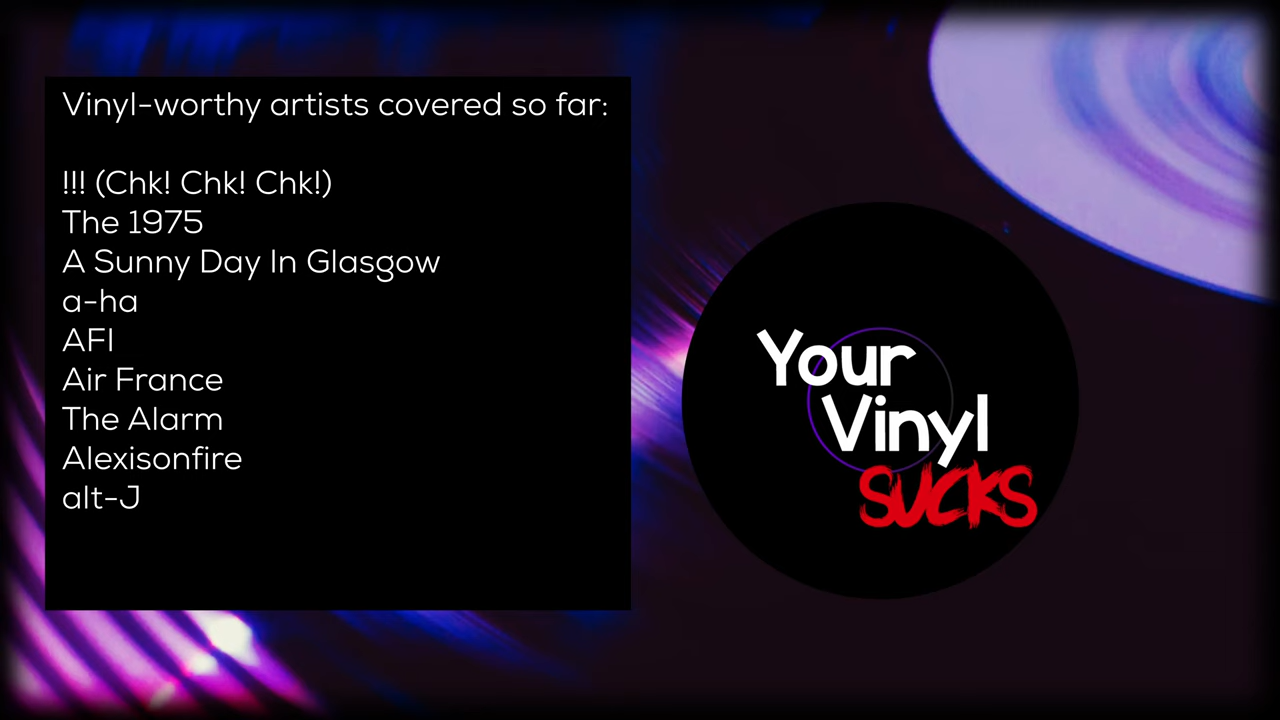 Vinyl-worthy artists covered so far:
!!! (Chk! Chk! Chk!)
The 1975
A Sunny Day In Glasgow
a-ha
AFI
Air France
The Alarm
Alexisonfire
alt-J
Your
Vinyl
SUCKS